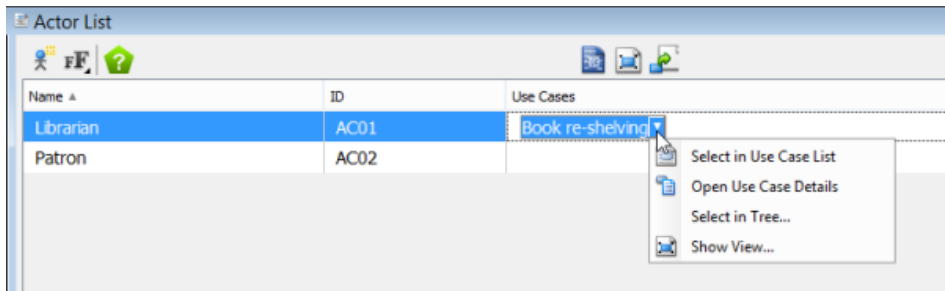 Actor List
FF
Name ID Use Cases
Librarian AC01 Book re-shelving
Patron AC02
Select in Use Case List
Open Use Case Details
Select in Tree...
Show View...